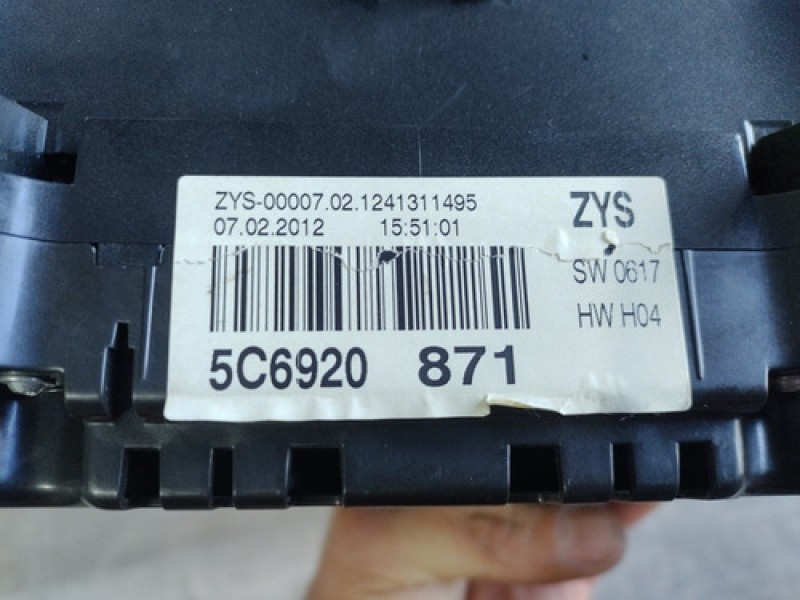 ZYS-00007.02.1241311495
07.02.2012 15:51:01
ZYS
SW 0617
HW H04
5C6920 871